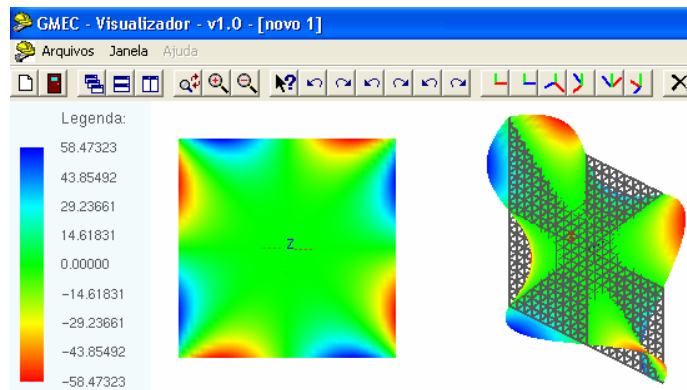 GMEC - Visualizador - v1.0 - [novo 1]
Arquivos Janela Ajuda
Legenda:
58.47323
43.85492
29.23661
14.61831
0.00000
-14.61831
-29.23661
-43.85492
-58.47323
Z